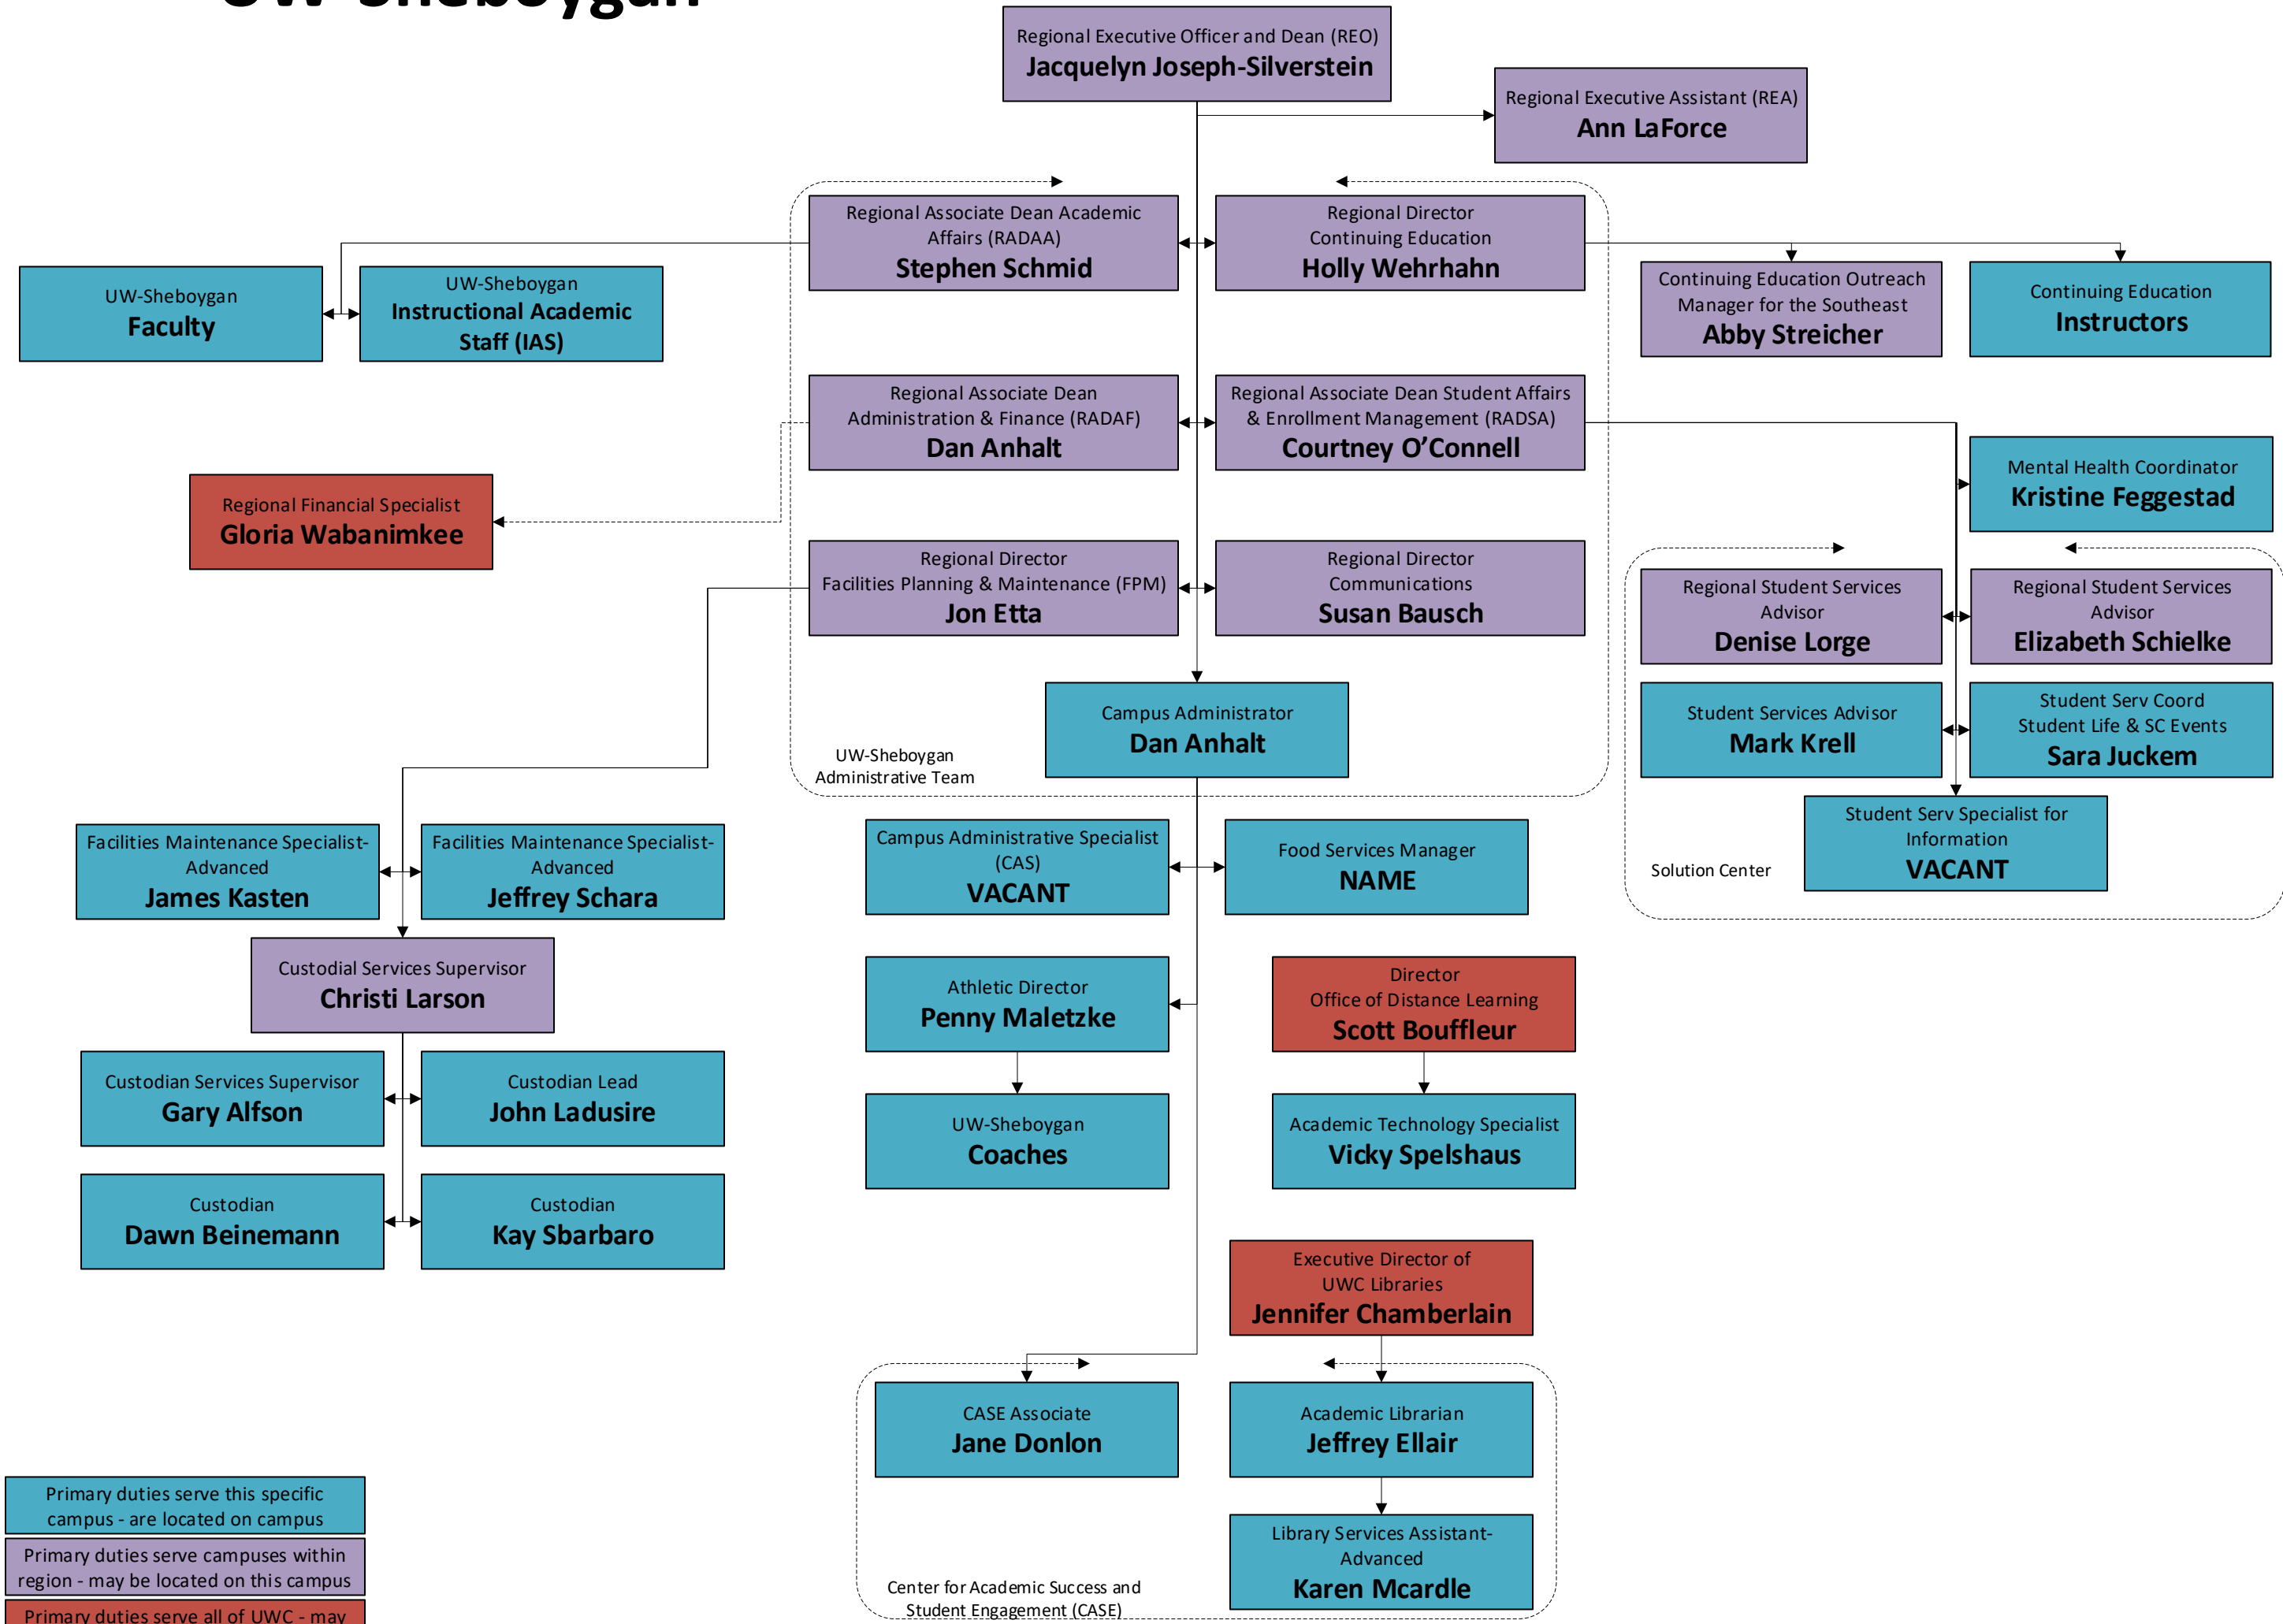 UW-Sheboygan
Regional Executive Officer and Dean (REO)
Jacquelyn Joseph-Silverstein
Regional Executive Assistant (REA)
Ann LaForce
Regional Associate Dean Academic
Affairs (RADAA)
Stephen Schmid
Regional Director
Continuing Education
Holly Wehrhahn
UW-Sheboygan
Faculty
UW-Sheboygan
Instructional Academic
Staff (IAS)
Continuing Education Outreach
Manager for the Southeast
Abby Streicher
Continuing Education
Instructors
Regional Associate Dean
Administration & Finance (RADAF)
Dan Anhalt
Regional Associate Dean Student Affairs
& Enrollment Management (RADSA)
Courtney O’Connell
Mental Health Coordinator
Kristine Feggestad
Regional Financial Specialist
Gloria Wabanimkee
Regional Director
Facilities Planning & Maintenance (FPM)
Jon Etta
Regional Director
Communications
Susan Bausch
Regional Student Services
Advisor
Denise Lorge
Regional Student Services
Advisor
Elizabeth Schielke
Campus Administrator
Dan Anhalt
UW-Sheboygan
Administrative Team
Student Services Advisor
Mark Krell
Student Serv Coord
Student Life & SC Events
Sara Juckem
Student Serv Specialist for
Information
VACANT
Solution Center
Facilities Maintenance Specialist-
Advanced
James Kasten
Facilities Maintenance Specialist-
Advanced
Jeffrey Schara
Campus Administrative Specialist
(CAS)
VACANT
Food Services Manager
NAME
Custodial Services Supervisor
Christi Larson
Athletic Director
Penny Maletzke
Director
Office of Distance Learning
Scott Bouffleur
Custodian Services Supervisor
Gary Alfson
Custodian Lead
John Ladusire
UW-Sheboygan
Coaches
Academic Technology Specialist
Vicky Spelshaus
Custodian
Dawn Beinemann
Custodian
Kay Sbarbaro
Executive Director of
UWC Libraries
Jennifer Chamberlain
CASE Associate
Jane Donlon
Academic Librarian
Jeffrey Ellair
Library Services Assistant-
Advanced
Karen Mcardle
Center for Academic Success and
Student Engagement (CASE)
Primary duties serve this specific
campus - are located on campus
Primary duties serve campuses within
region - may be located on this campus
Primary duties serve all of UWC - may